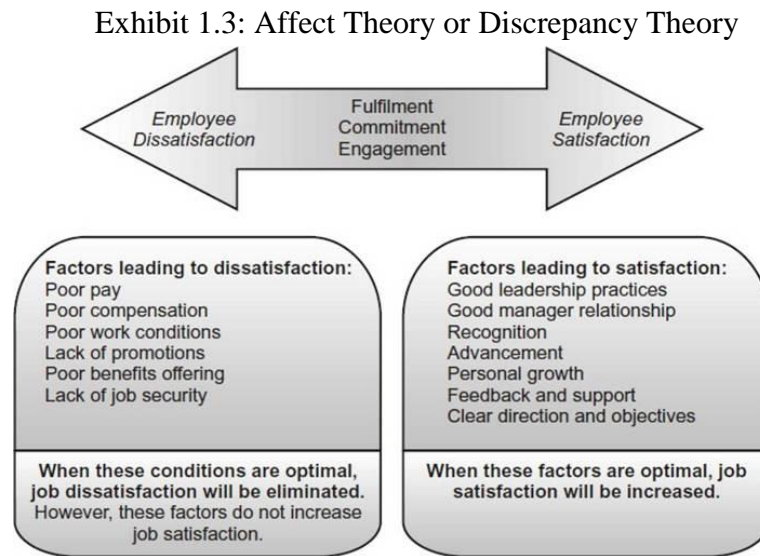 Exhibit 1.3: Affect Theory or Discrepancy Theory
Employee
Dissatisfaction
Fulfilment
Commitment
Engagement
Employee
Satisfaction
Factors leading to dissatisfaction:
Poor pay
Poor compensation
Poor work conditions
Lack of promotions
Poor benefits offering
Lack of job security
When these conditions are optimal,
job dissatisfaction will be eliminated.
However, these factors do not increase
job satisfaction.
Factors leading to satisfaction:
Good leadership practices
Good manager relationship
Recognition
Advancement
Personal growth
Feedback and support
Clear direction and objectives
When these factors are optimal, job
satisfaction will be increased.